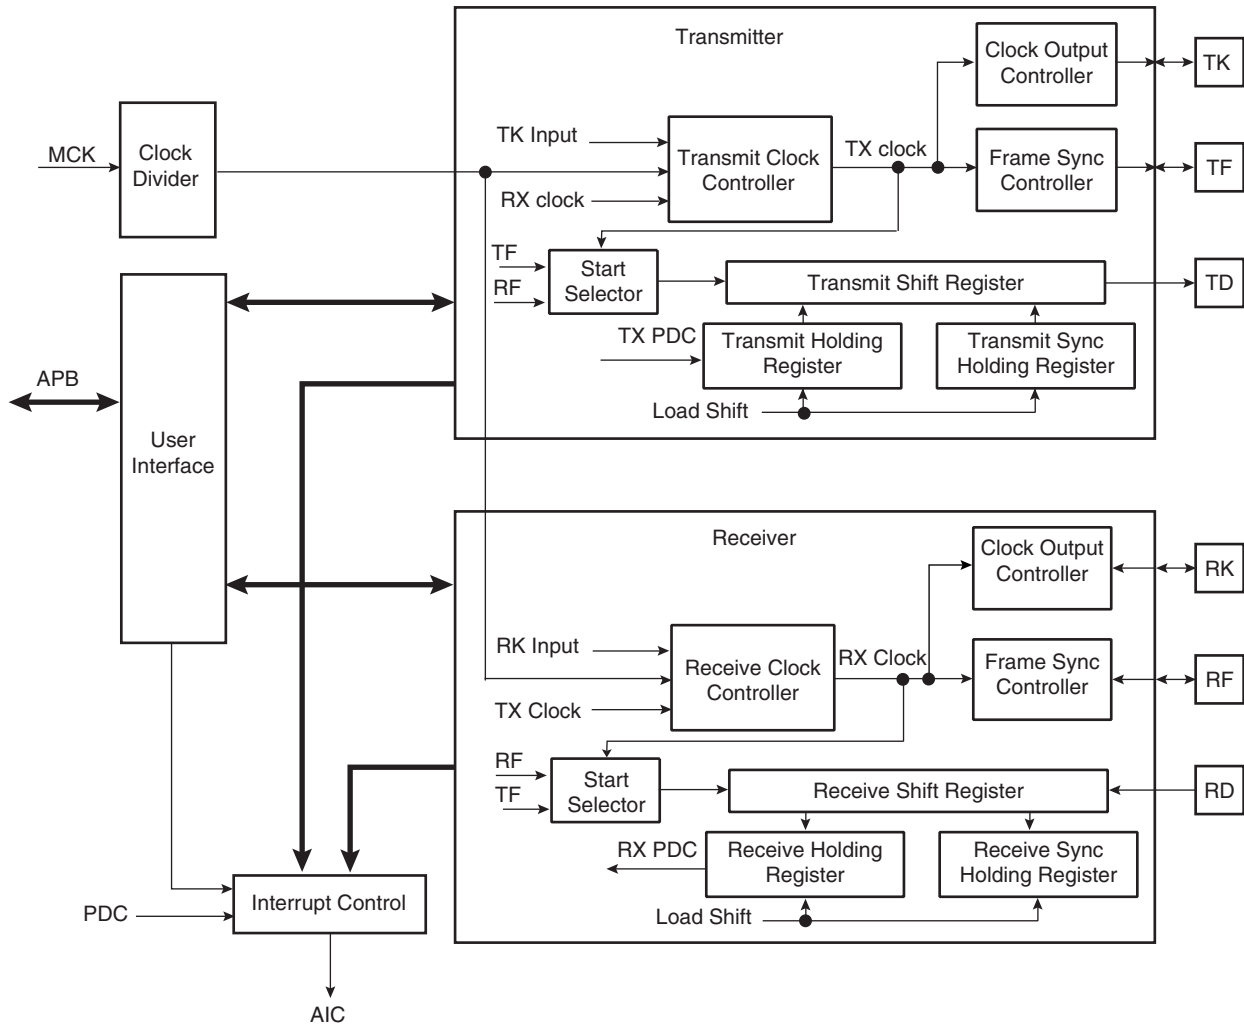 Transmitter
Clock Output
Controller
TK
MCK
Clock
Divider
TK Input
Transmit Clock
Controller
RX clock
TX clock
Frame Sync
Controller
TF
TF
RF
Start
Selector
Transmit Shift Register
TD
TX PDC
Transmit Holding
Register
Transmit Sync
Holding Register
Load Shift
APB
User
Interface
Receiver
Clock Output
Controller
RK
RK Input
Receive Clock
Controller
TX Clock
RX Clock
Frame Sync
Controller
RF
RF
TF
Start
Selector
Receive Shift Register
RD
RX PDC
Receive Holding
Register
Receive Sync
Holding Register
Load Shift
PDC
Interrupt Control
AIC